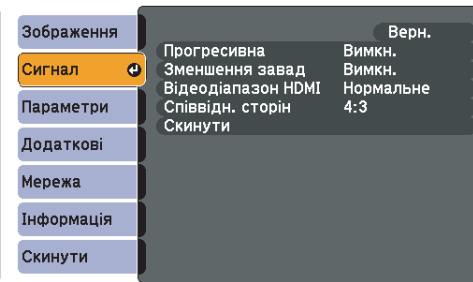 Зображення
Сигнал
Параметри
Додаткові
Мережа
Інформація
Скинути
Верн.
Прогресивна Вимкн.
Зменшення завад Вимкн.
Відеодіапазон HDMI Нормальне
Співвідн. сторін 4:3
Скинути